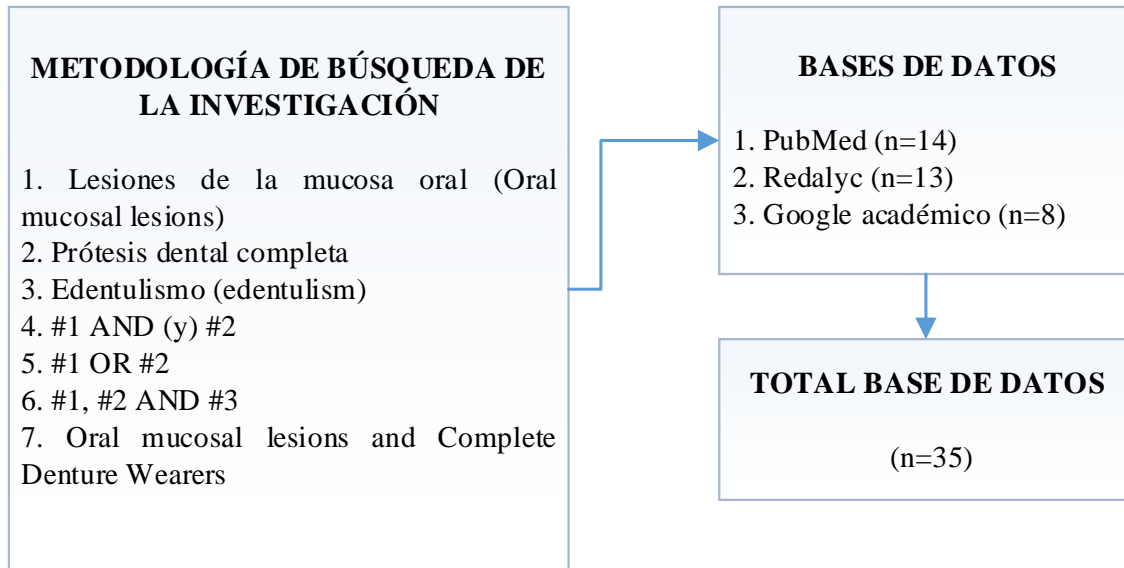 METODOLOGÍA DE BÚSQUEDA DE
LA INVESTIGACIÓN
1. Lesiones de la mucosa oral (Oral
mucosal lesions)
2. Prótesis dental completa
3. Edentulismo (edentulism)
4. #1 AND (y) #2
5. #1 OR #2
6. #1, #2 AND #3
7. Oral mucosal lesions and Complete
Denture Wearers
BASES DE DATOS
1. PubMed (n=14)
2. Redalyc (n=13)
3. Google académico (n=8)
TOTAL BASE DE DATOS
(n=35)